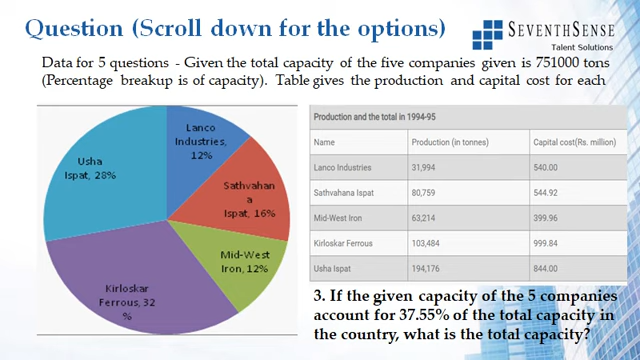 Question (Scroll down for the options)
SEVENTHSENSE
Talent Solutions
Data for 5 questions - Given the total capacity of the five companies given is 751000 tons
(Percentage breakup is of capacity). Table gives the production and capital cost for each
Lanco
Industries,
12%
Usha
Ispat, 28%
Sathvahan
a
Ispat, 16%
Mid-West
Iron, 12%
Kirloskar
Ferrous, 32
%
Production and the total in 1994-95
Name Production (in tonnes) Capital cost(Rs. million)
Lanco Industries 31,994 540.00
Sathvahana Ispat 80,759 544.92
Mid-West Iron 63,214 399.96
Kirloskar Ferrous 103,484 999.84
Usha Ispat 194,176 844.00
3. If the given capacity of the 5 companies
account for 37.55% of the total capacity in
the country, what is the total capacity?